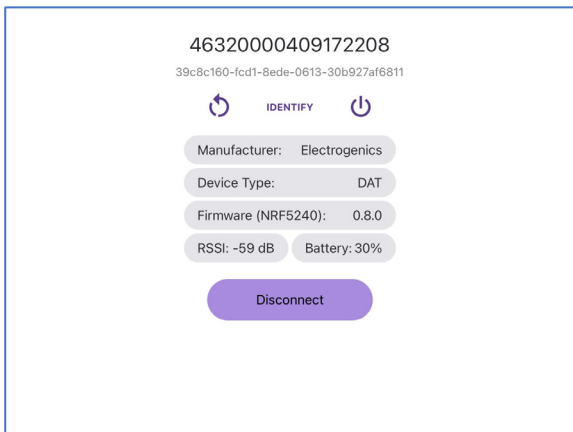 46320000409172208
39c8c160-fcd1-8ede-0613-30b927af6811
IDENTIFY
Manufacturer: Electrogenics
Device Type: DAT
Firmware (NRF5240): 0.8.0
RSSI: -59 dB Battery: 30%
Disconnect